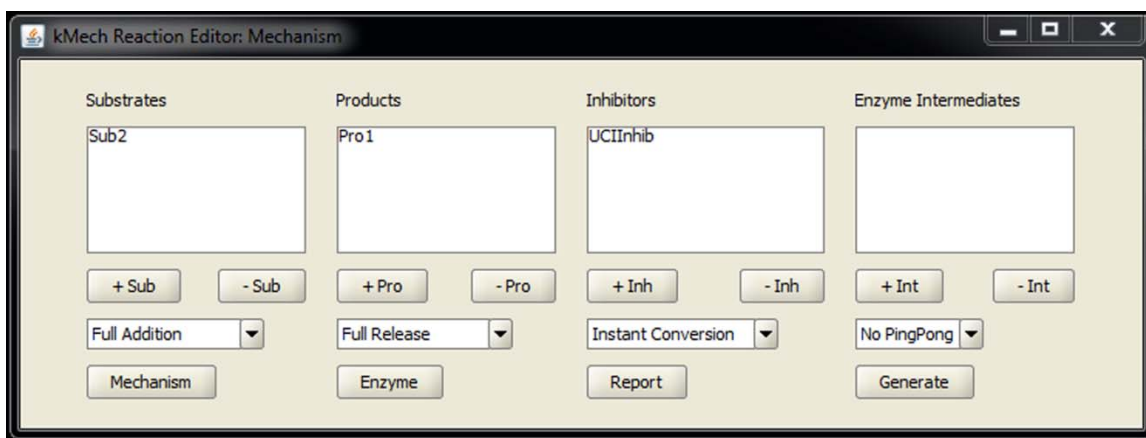 kMech Reaction Editor: Mechanism
Substrates Products Inhibitors Enzyme Intermediates
Sub2 Pro1 UCIInhib
+ Sub - Sub + Pro - Pro + Inh - Inh + Int - Int
Full Addition Full Release Instant Conversion No PingPong
Mechanism Enzyme Report Generate